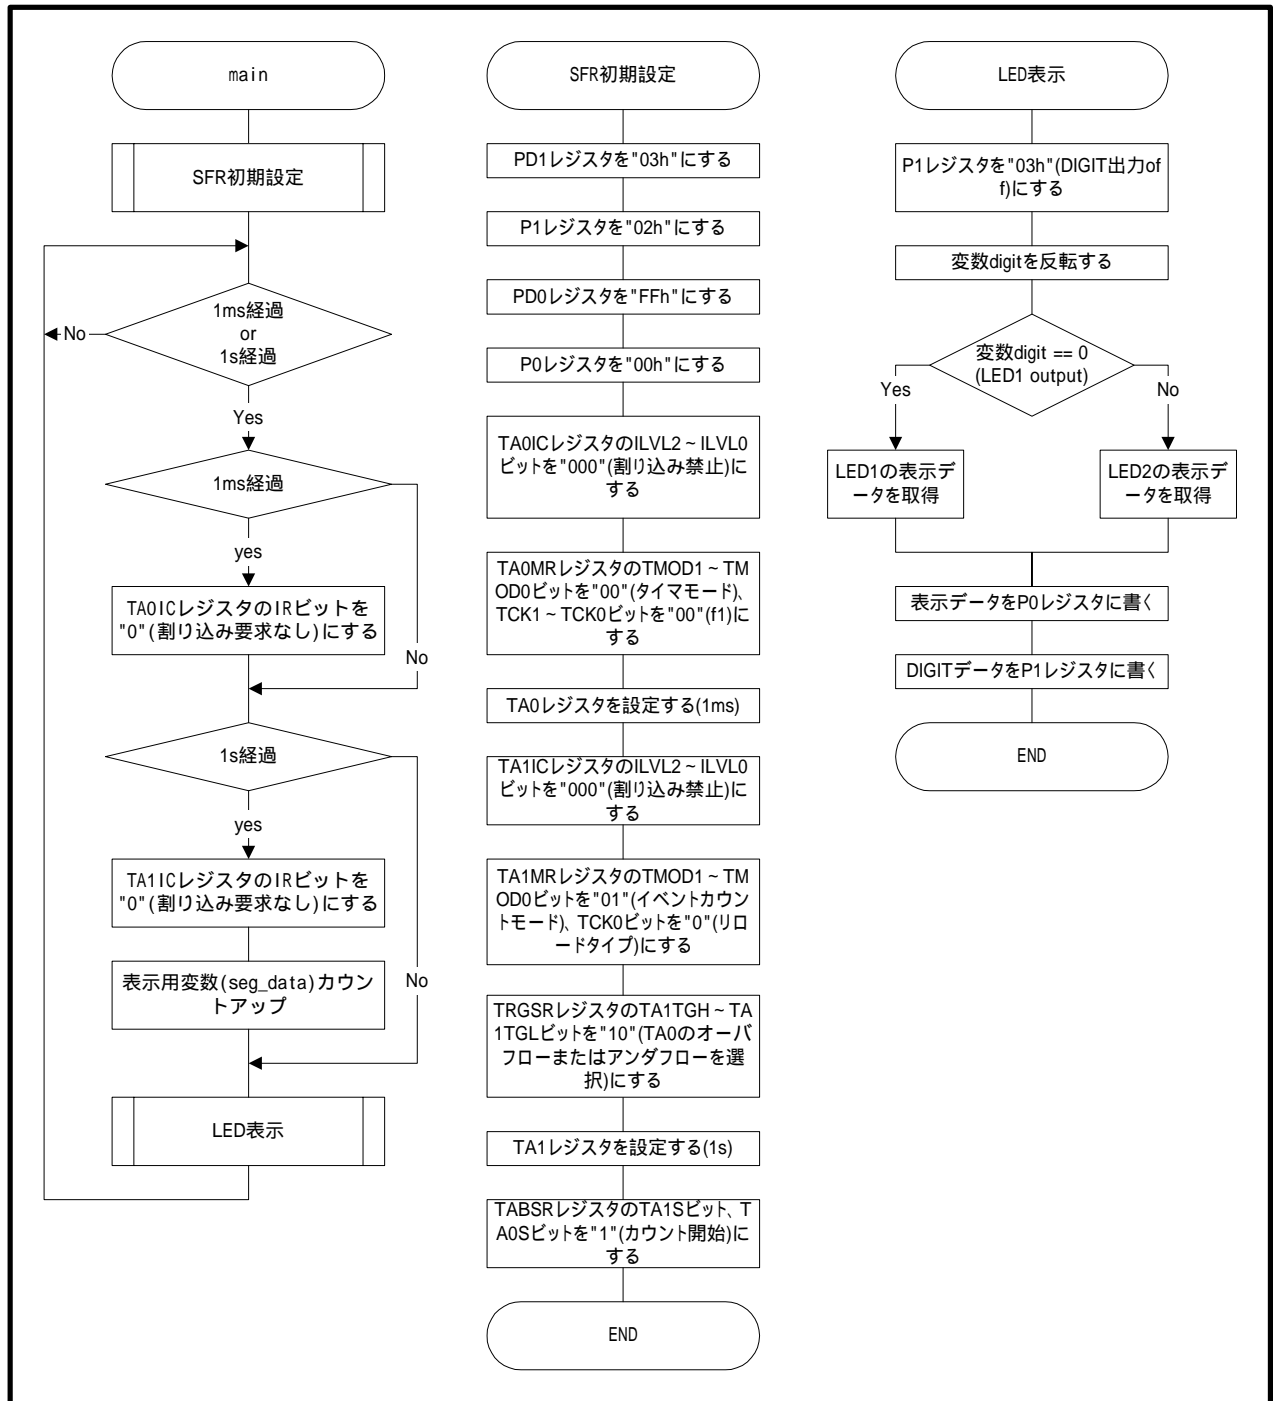 main
SFR初期設定
1ms経過
or
1s経過
No
Yes
1ms経過
yes
No
TA0ICレジスタのIRビットを
"0"(割り込み要求なし)にする
1s経過
yes
No
TA1ICレジスタのIRビットを
"0"(割り込み要求なし)にする
表示用変数(seg_data)カウン
トアップ
LED表示
SFR初期設定
PD1レジスタを"03h"にする
P1レジスタを"02h"にする
PD0レジスタを"FFh"にする
P0レジスタを"00h"にする
TA0ICレジスタのILVL2～ILVL0
ビットを"000"(割り込み禁止)に
する
TA0MRレジスタのTMOD1～TM
OD0ビットを"00"(タイマモード)、
TCK1～TCK0ビットを"00"(f1)に
する
TA0レジスタを設定する(1ms)
TA1ICレジスタのILVL2～ILVL0
ビットを"000"(割り込み禁止)に
する
TA1MRレジスタのTMOD1～TM
OD0ビットを"01"(イベントカウン
トモード)、TCK0ビットを"0"(リロ
ードタイプ)にする
TRGSRレジスタのTA1TGH～TA
1TGLビットを"10"(TA0のオーバ
フローまたはアンダフローを選
択)にする
TA1レジスタを設定する(1s)
TABSRレジスタのTA1Sビット、T
A0Sビットを"1"(カウント開始)に
する
END
LED表示
P1レジスタを"03h"(DIGIT出力of
f)にする
変数digitを反転する
変数digit == 0
(LED1 output)
Yes
No
LED1の表示デ
ータを取得
LED2の表示デ
ータを取得
表示データをP0レジスタに書く
DIGITデータをP1レジスタに書く
END